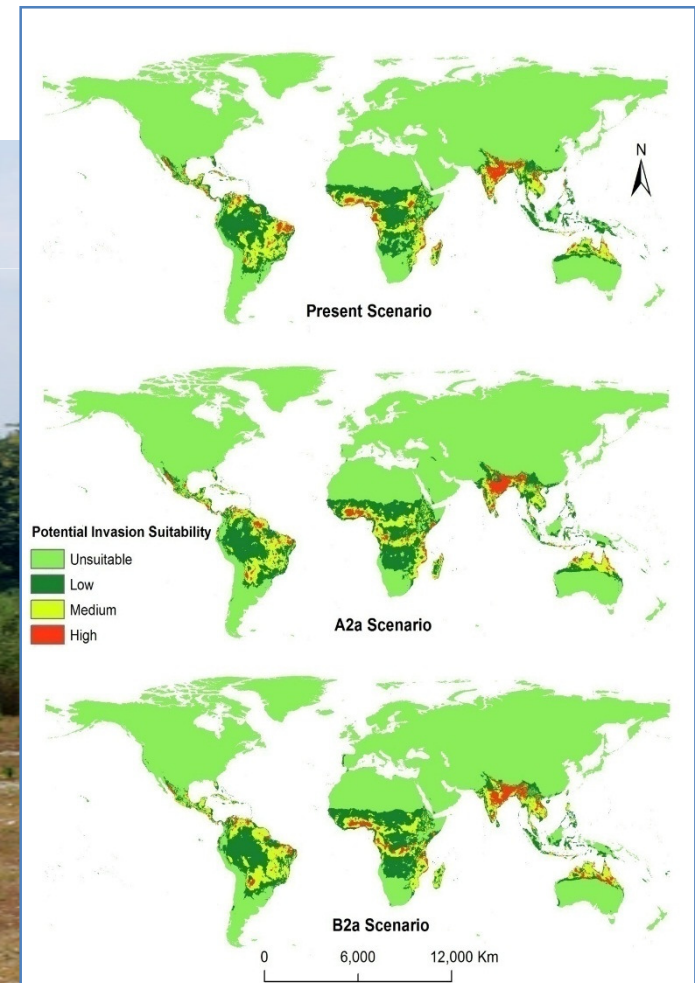 N
Present Scenario
Potential Invasion Suitability
Unsuitable
Low
Medium
High
A2a Scenario
B2a Scenario
0 6,000 12,000 Km